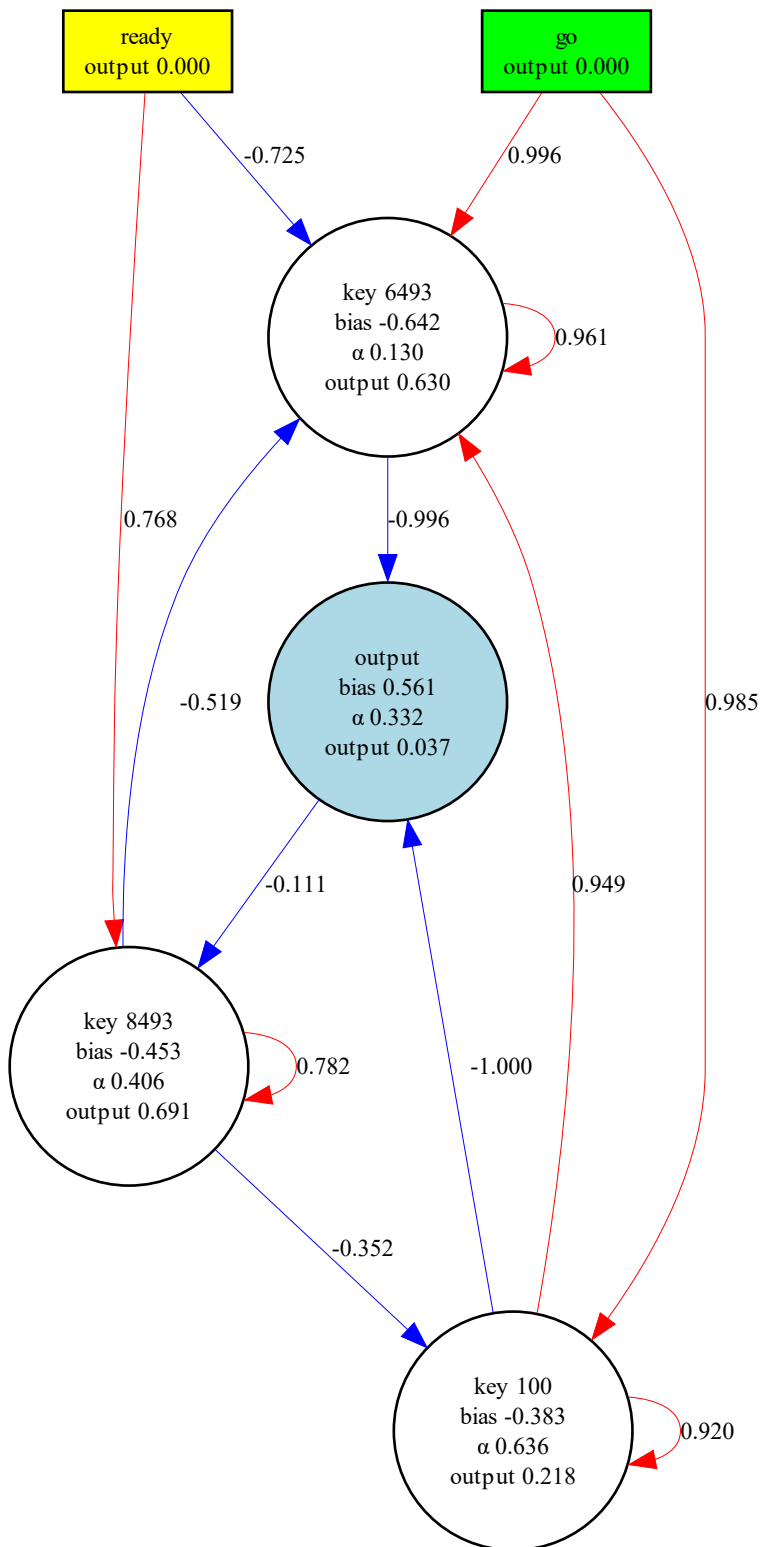 ready
output 0.000
go
output 0.000
-0.725
0.996
key 6493
bias -0.642
α 0.130
output 0.630
0.961
0.768
-0.996
output
bias 0.561
α 0.332
output 0.037
-0.519
0.985
-0.111
0.949
key 8493
bias -0.453
α 0.406
output 0.691
0.782
-1.000
-0.352
key 100
bias -0.383
α 0.636
output 0.218
0.920